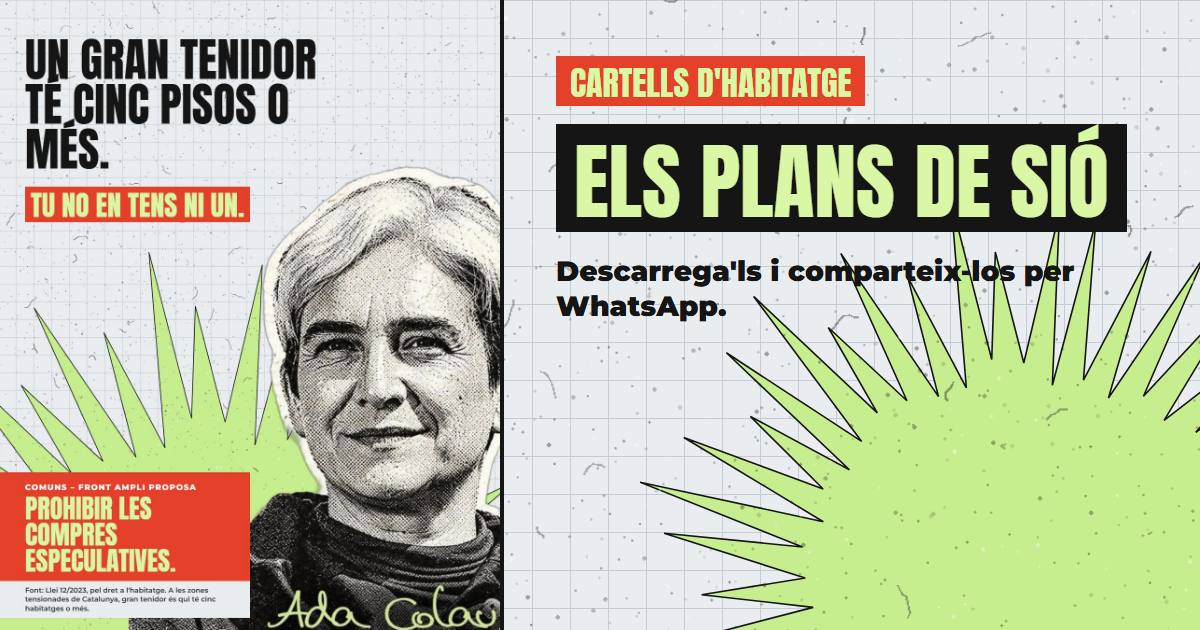 UN GRAN TENIDOR
TÉ CINC PISOS O
MÉS.
TU NO EN TENS NI UN.
COMUNS – FRONT AMPLI PROPOSA
PROHIBIR LES
COMPRES
ESPECULATIVES.
Font: Llei 12/2023, pel dret a l'habitatge. A les zones
tensionades de Catalunya, gran tenidor és qui té cinc
habitatges o més.
Ada Colau
CARTELLS D'HABITATGE
ELS PLANS DE SIÓ
Descarrega'ls i comparteix-los per
WhatsApp.